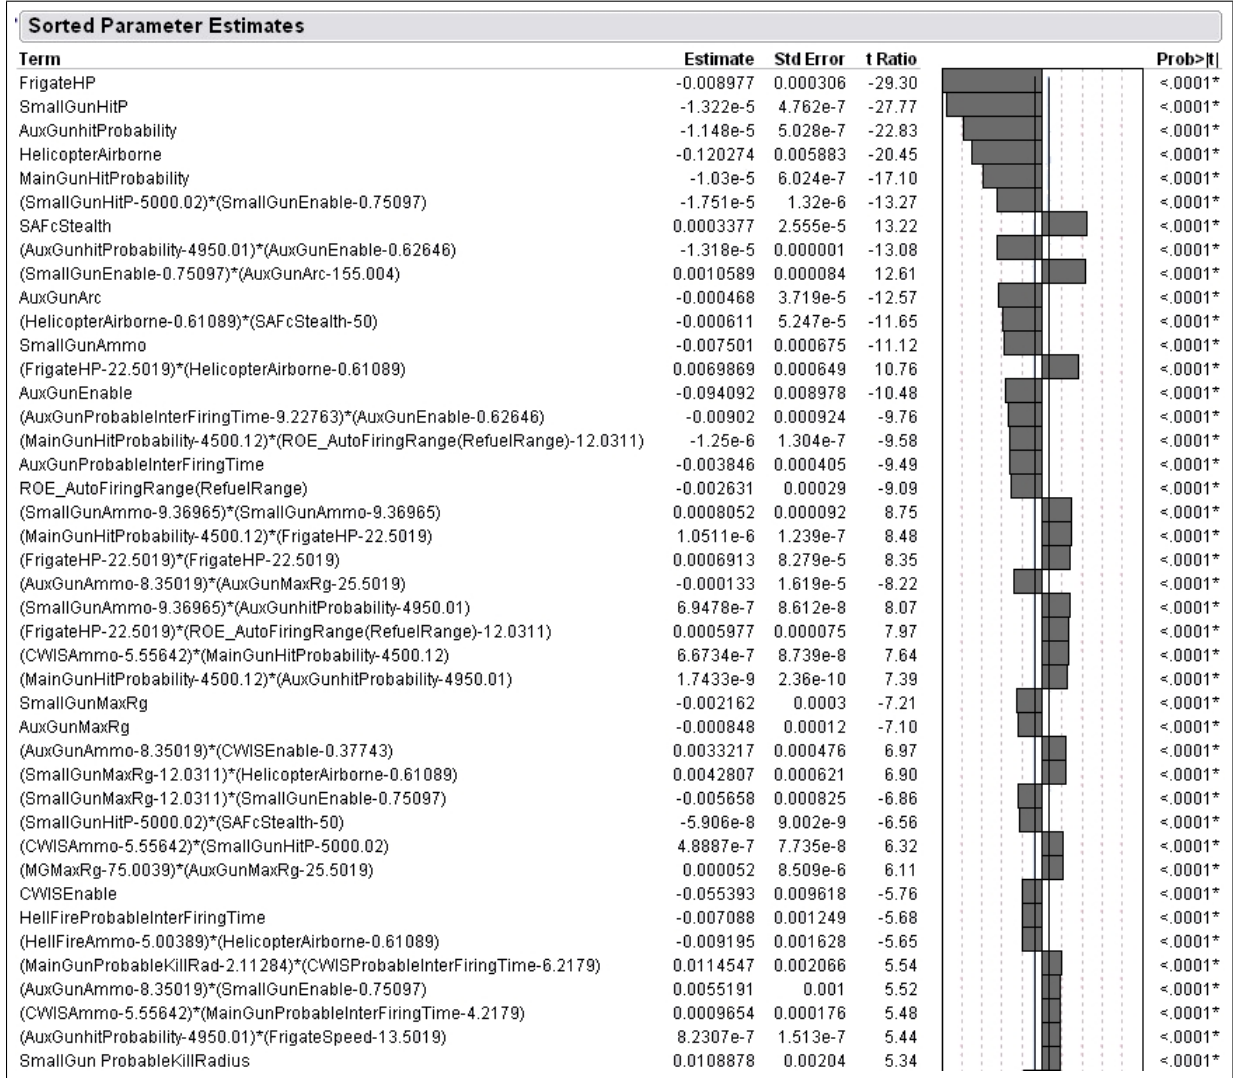 Sorted Parameter Estimates
Term Estimate Std Error t Ratio Prob>|t|
FrigateHP -0.008977 0.000306 -29.30 <.0001*
SmallGunHitP -1.322e-5 4.762e-7 -27.77 <.0001*
AuxGunhitProbability -1.148e-5 5.028e-7 -22.83 <.0001*
HelicopterAirborne -0.120274 0.005883 -20.45 <.0001*
MainGunHitProbability -1.03e-5 6.024e-7 -17.10 <.0001*
(SmallGunHitP-5000.02)*(SmallGunEnable-0.75097) -1.751e-5 1.32e-6 -13.27 <.0001*
SAFcStealth 0.0003377 2.555e-5 13.22 <.0001*
(AuxGunhitProbability-4950.01)*(AuxGunEnable-0.62646) -1.318e-5 0.000001 -13.08 <.0001*
(SmallGunEnable-0.75097)*(AuxGunArc-155.004) 0.0010589 0.000084 12.61 <.0001*
AuxGunArc -0.000468 3.719e-5 -12.57 <.0001*
(HelicopterAirborne-0.61089)*(SAFcStealth-50) -0.000611 5.247e-5 -11.65 <.0001*
SmallGunAmmo -0.007501 0.000675 -11.12 <.0001*
(FrigateHP-22.5019)*(HelicopterAirborne-0.61089) 0.0069869 0.000649 10.76 <.0001*
AuxGunEnable -0.094092 0.008978 -10.48 <.0001*
(AuxGunProbableInterFiringTime-9.22763)*(AuxGunEnable-0.62646) -0.00902 0.000924 -9.76 <.0001*
(MainGunHitProbability-4500.12)*(ROE_AutoFiringRange(RefuelRange)-12.0311) -1.25e-6 1.304e-7 -9.58 <.0001*
AuxGunProbableInterFiringTime -0.003846 0.000405 -9.49 <.0001*
ROE_AutoFiringRange(RefuelRange) -0.002631 0.00029 -9.09 <.0001*
(SmallGunAmmo-9.36965)*(SmallGunAmmo-9.36965) 0.0008052 0.000092 8.75 <.0001*
(MainGunHitProbability-4500.12)*(FrigateHP-22.5019) 1.0511e-6 1.239e-7 8.48 <.0001*
(FrigateHP-22.5019)*(FrigateHP-22.5019) 0.0006913 8.279e-5 8.35 <.0001*
(AuxGunAmmo-8.35019)*(AuxGunMaxRg-25.5019) -0.000133 1.619e-5 -8.22 <.0001*
(SmallGunAmmo-9.36965)*(AuxGunhitProbability-4950.01) 6.9478e-7 8.612e-8 8.07 <.0001*
(FrigateHP-22.5019)*(ROE_AutoFiringRange(RefuelRange)-12.0311) 0.0005977 0.000075 7.97 <.0001*
(CWISAmmo-5.55642)*(MainGunHitProbability-4500.12) 6.6734e-7 8.739e-8 7.64 <.0001*
(MainGunHitProbability-4500.12)*(AuxGunhitProbability-4950.01) 1.7433e-9 2.36e-10 7.39 <.0001*
SmallGunMaxRg -0.002162 0.0003 -7.21 <.0001*
AuxGunMaxRg -0.000848 0.00012 -7.10 <.0001*
(AuxGunAmmo-8.35019)*(CWISEnable-0.37743) 0.0033217 0.000476 6.97 <.0001*
(SmallGunMaxRg-12.0311)*(HelicopterAirborne-0.61089) 0.0042807 0.000621 6.90 <.0001*
(SmallGunMaxRg-12.0311)*(SmallGunEnable-0.75097) -0.005658 0.000825 -6.86 <.0001*
(SmallGunHitP-5000.02)*(SAFcStealth-50) -5.906e-8 9.002e-9 -6.56 <.0001*
(CWISAmmo-5.55642)*(SmallGunHitP-5000.02) 4.8887e-7 7.735e-8 6.32 <.0001*
(MGMaxRg-75.0039)*(AuxGunMaxRg-25.5019) 0.000052 8.509e-6 6.11 <.0001*
CWISEnable -0.055393 0.009618 -5.76 <.0001*
HellFireProbableInterFiringTime -0.007088 0.001249 -5.68 <.0001*
(HellFireAmmo-5.00389)*(HelicopterAirborne-0.61089) -0.009195 0.001628 -5.65 <.0001*
(MainGunProbableKillRad-2.11284)*(CWISProbableInterFiringTime-6.2179) 0.0114547 0.002066 5.54 <.0001*
(AuxGunAmmo-8.35019)*(SmallGunEnable-0.75097) 0.0055191 0.001 5.52 <.0001*
(CWISAmmo-5.55642)*(MainGunProbableInterFiringTime-4.2179) 0.0009654 0.000176 5.48 <.0001*
(AuxGunhitProbability-4950.01)*(FrigateSpeed-13.5019) 8.2307e-7 1.513e-7 5.44 <.0001*
SmallGun ProbableKillRadius 0.0108878 0.00204 5.34 <.0001*